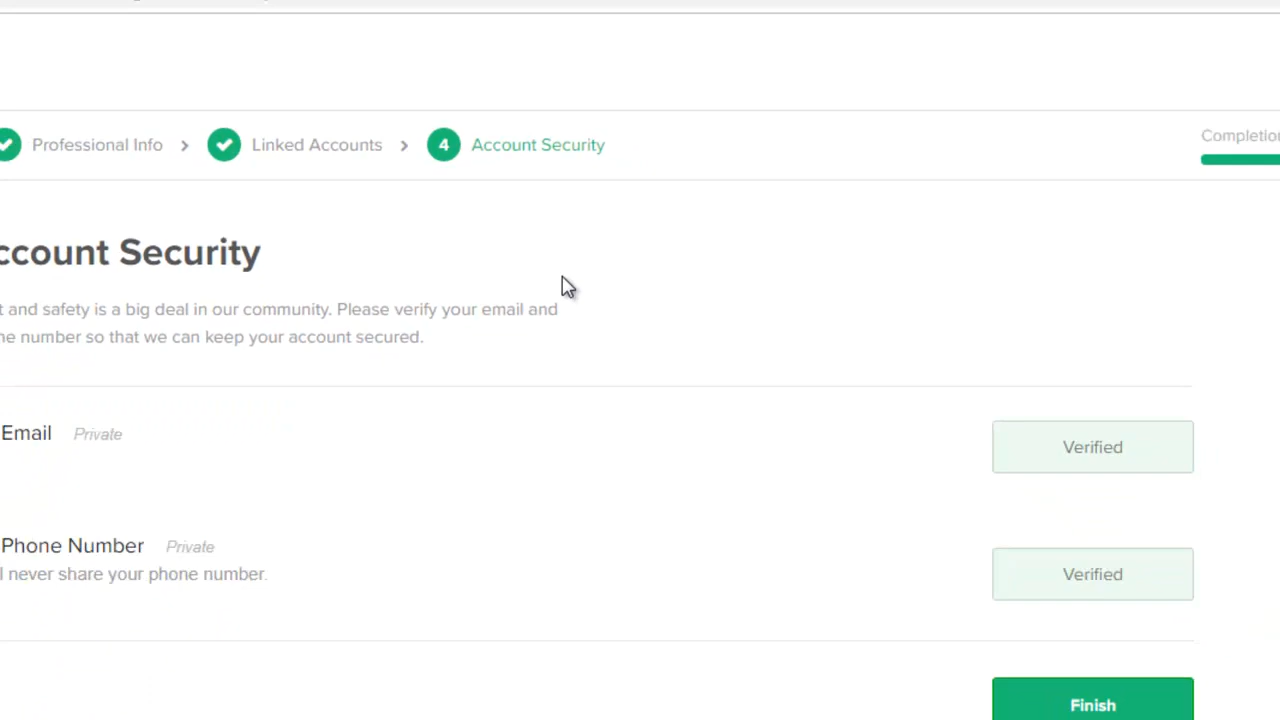 Professional Info > Linked Accounts > 4 Account Security
Completion
ccount Security
t and safety is a big deal in our community. Please verify your email and
ne number so that we can keep your account secured.
Email Private
Verified
Phone Number Private
l never share your phone number.
Verified
Finish